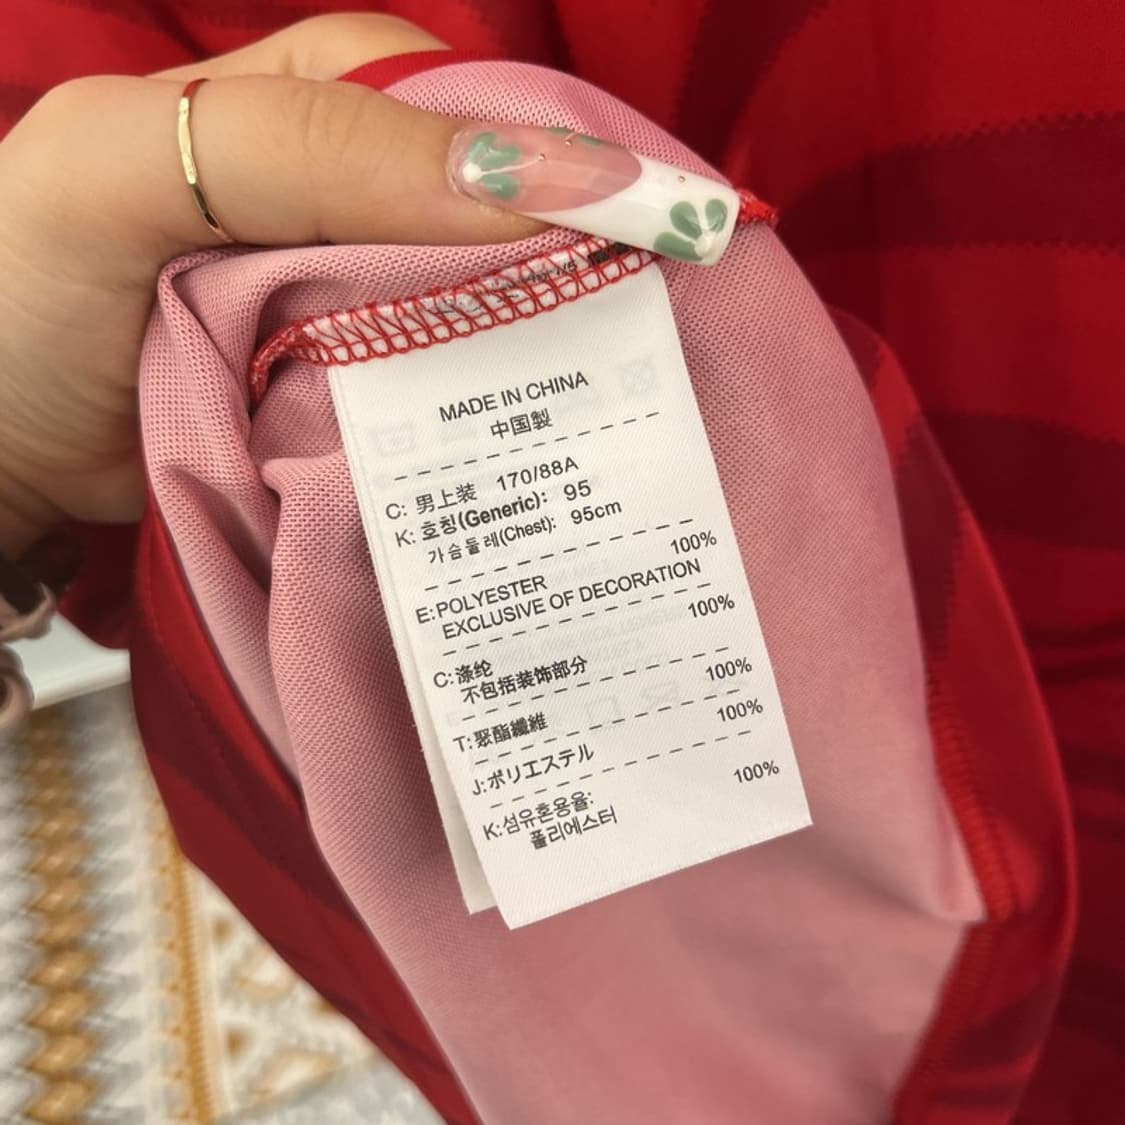 MADE IN CHINA
中国製
C: 男上装 170/88A
K: 호칭(Generic): 95
가슴둘레(Chest): 95cm
E:POLYESTER 100%
EXCLUSIVE OF DECORATION
C:涤纶 100%
不包括装饰部分
T:聚酯纖維 100%
J:ポリエステル 100%
K:섬유혼용율: 100%
폴리에스터